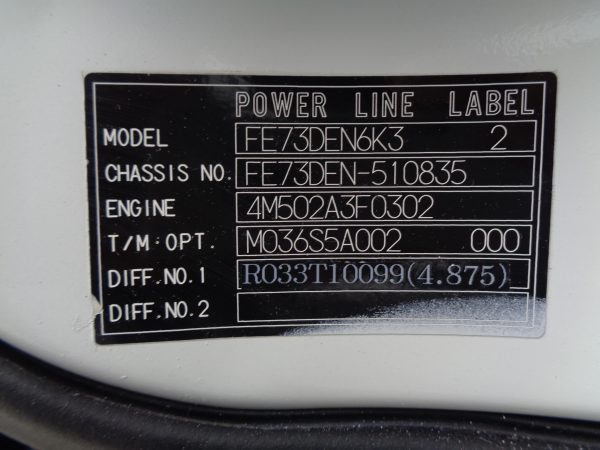 POWER LINE LABEL
MODEL FE73DEN6K3 2
CHASSIS NO. FE73DEN-510835
ENGINE 4M502A3F0302
T/M·OPT. M036S5A002 000
DIFF.NO.1 R033T10099(4.875)
DIFF.NO.2